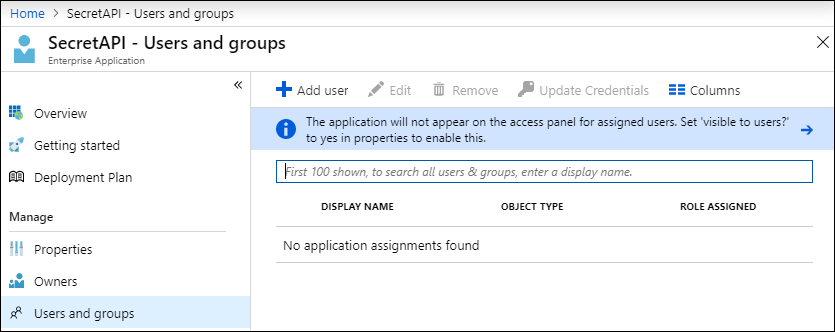 Home > SecretAPI - Users and groups
SecretAPI - Users and groups
Enterprise Application
Overview
Getting started
Deployment Plan
Manage
Properties
Owners
Users and groups
Add user Edit Remove Update Credentials Columns
The application will not appear on the access panel for assigned users. Set 'visible to users?'
to yes in properties to enable this.
First 100 shown, to search all users & groups, enter a display name.
DISPLAY NAME OBJECT TYPE ROLE ASSIGNED
No application assignments found